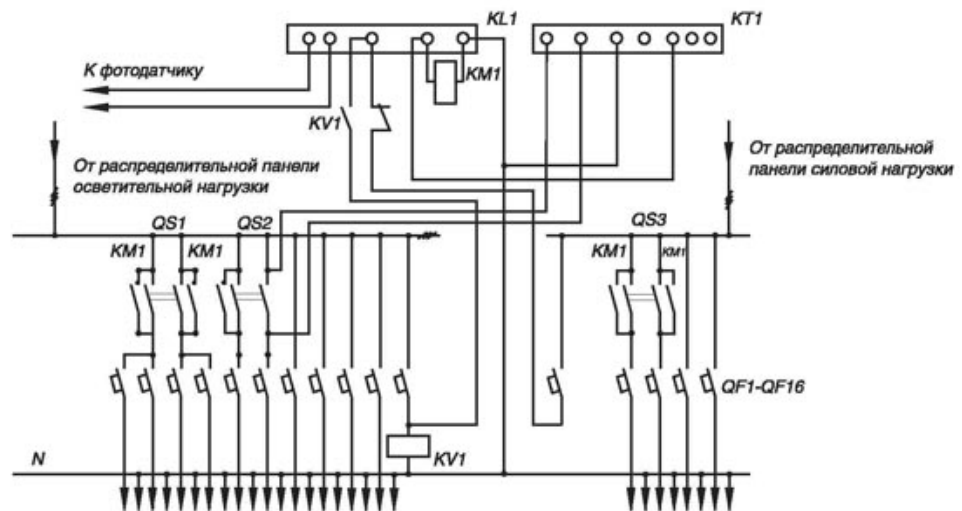 KL1
KT1
К фотодатчику
KM1
KV1
От распределительной панели
осветительной нагрузки
От распределительной
панели силовой нагрузки
QS1
QS2
QS3
KM1
KM1
KM1
KM1
QF1-QF16
N
KV1